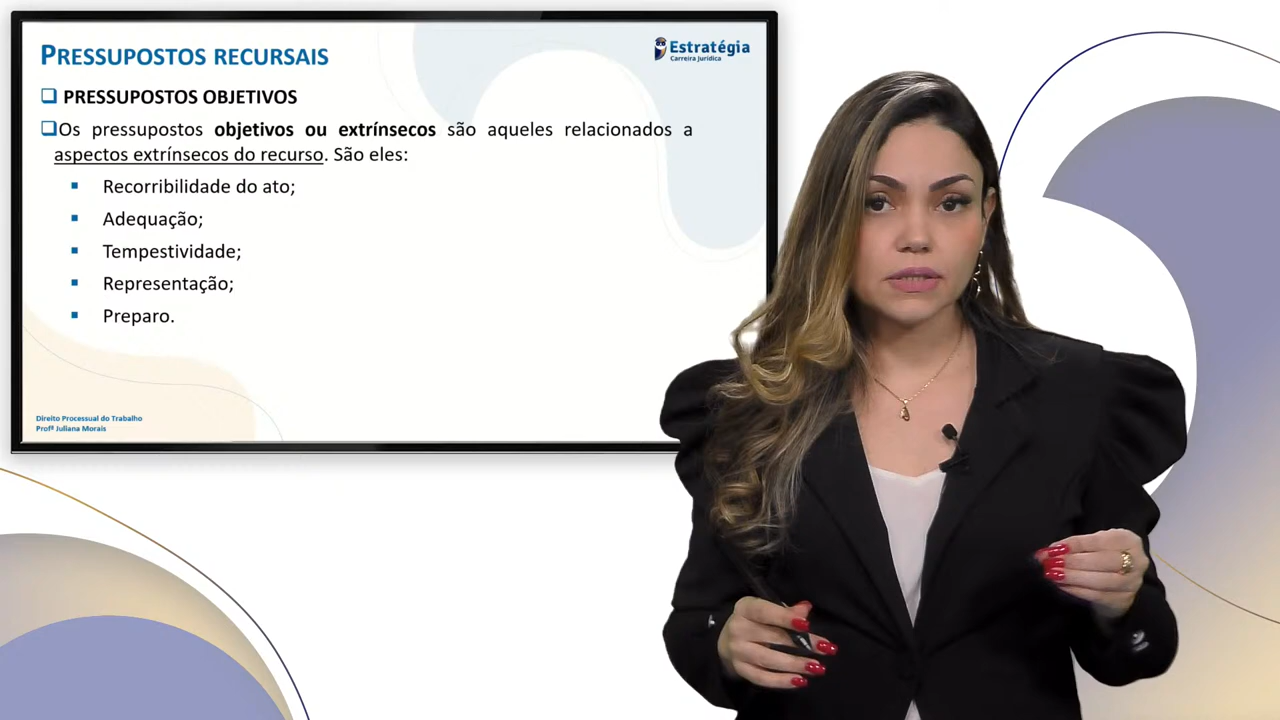 PRESSUPOSTOS RECURSAIS
Estratégia
Carreira Jurídica
PRESSUPOSTOS OBJETIVOS
Os pressupostos objetivos ou extrínsecos são aqueles relacionados a
aspectos extrínsecos do recurso. São eles:
Recorribilidade do ato;
Adequação;
Tempestividade;
Representação;
Preparo.
Direito Processual do Trabalho
Profª Juliana Morais